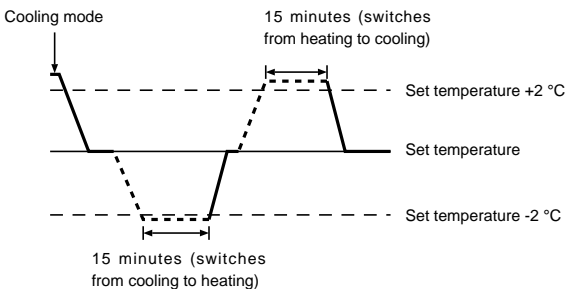 Cooling mode
15 minutes (switches
from heating to cooling)
Set temperature +2 °C
Set temperature
Set temperature -2 °C
15 minutes (switches
from cooling to heating)